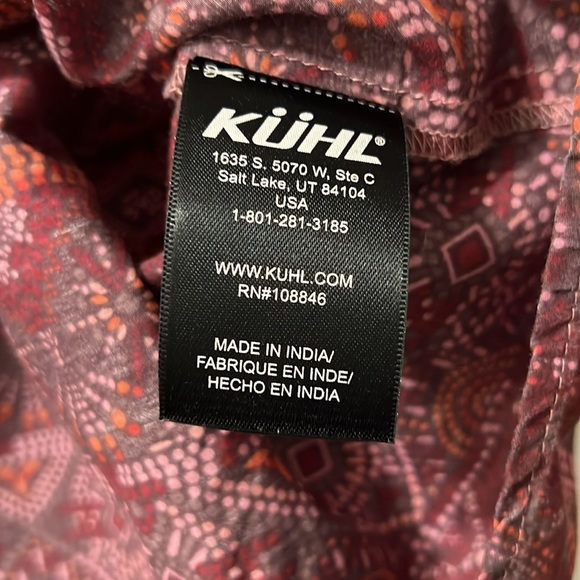 KÜHL®
1635 S. 5070 W, Ste C
Salt Lake, UT 84104
USA
1-801-281-3185
WWW.KUHL.COM
RN#108846
MADE IN INDIA/
FABRIQUE EN INDE/
HECHO EN INDIA